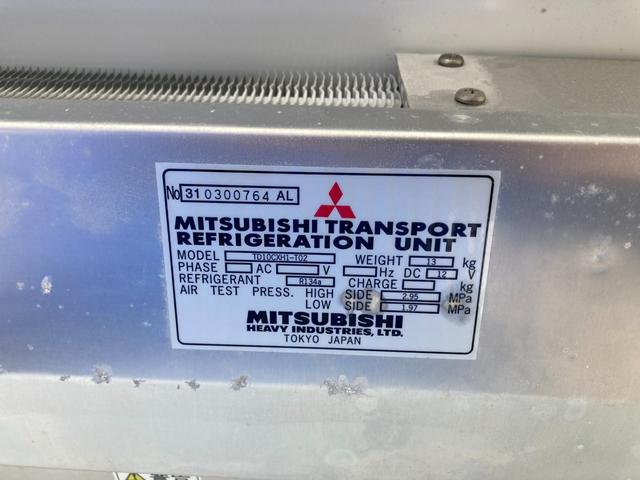 No 310300764 AL
MITSUBISHI TRANSPORT
REFRIGERATION UNIT
MODEL TD10CXH1-T02 WEIGHT 13 kg
PHASE AC V Hz DC 12 V
REFRIGERANT R134a CHARGE kg
AIR TEST PRESS. HIGH SIDE 2.95 MPa
LOW SIDE 1.97 MPa
MITSUBISHI
HEAVY INDUSTRIES, LTD.
TOKYO JAPAN